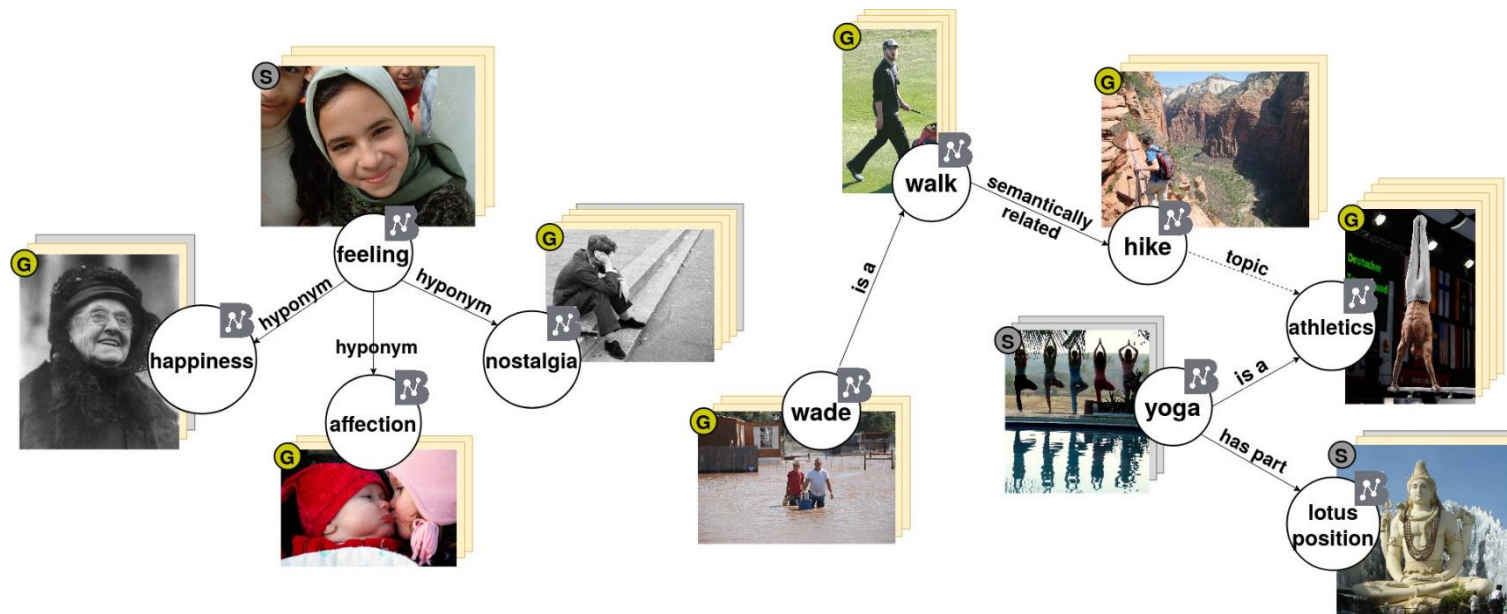 S
feeling
G
happiness
hyponym
hyponym
hyponym
G
nostalgia
affection
G
G
walk
semantically
related
G
hike
topic
is a
G
athletics
Deutscher
S
yoga
is a
has part
wade
G
S
lotus
position